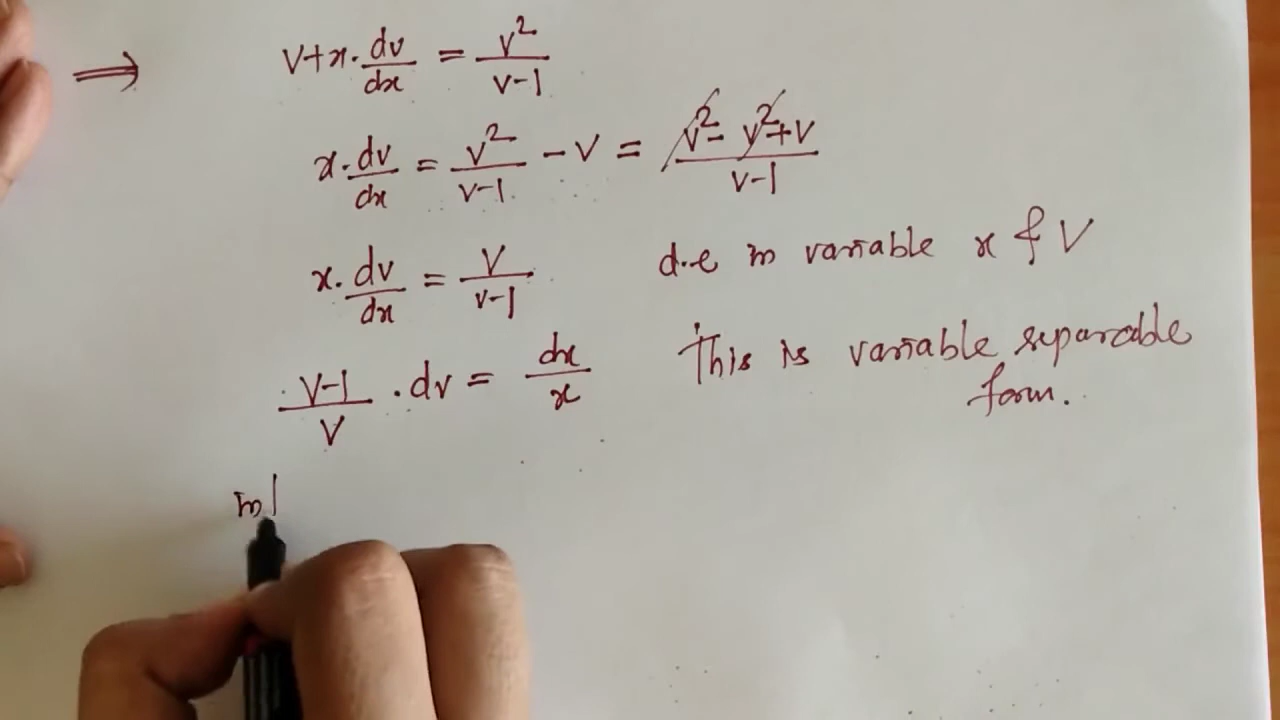 ⟹ v+x·dv/dx = v²/v-1
x·dv/dx = v²/v-1 - v = v²-v²+v/v-1
x·dv/dx = v/v-1 d.e in variable x & v
v-1/v ·dv = dx/x This is variable separable
form.